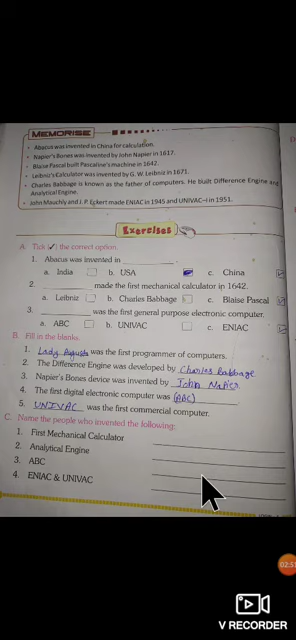 MEMORISE
• Abacus was invented in China for calculation.
• Napier's Bones was invented by John Napier in 1617.
• Blaise Pascal built Pascaline's machine in 1642.
• Leibniz's Calculator was invented by G. W. Leibniz in 1671.
• Charles Babbage is known as the father of computers. He built Difference Engine and
Analytical Engine.
• John Mauchly and J. P. Eckert made ENIAC in 1945 and UNIVAC–I in 1951.
Exercises
A. Tick (✓) the correct option.
1. Abacus was invented in __________
a. India b. USA c. China
2. __________ made the first mechanical calculator in 1642.
a. Leibniz b. Charles Babbage c. Blaise Pascal
3. __________ was the first general purpose electronic computer.
a. ABC b. UNIVAC c. ENIAC
B. Fill in the blanks.
1. Lady Augusta was the first programmer of computers.
2. The Difference Engine was developed by Charles Babbage
3. Napier's Bones device was invented by John Napier
4. The first digital electronic computer was (ABC)
5. UNIVAC was the first commercial computer.
C. Name the people who invented the following:
1. First Mechanical Calculator
2. Analytical Engine
3. ABC
4. ENIAC & UNIVAC
02:51
V RECORDER